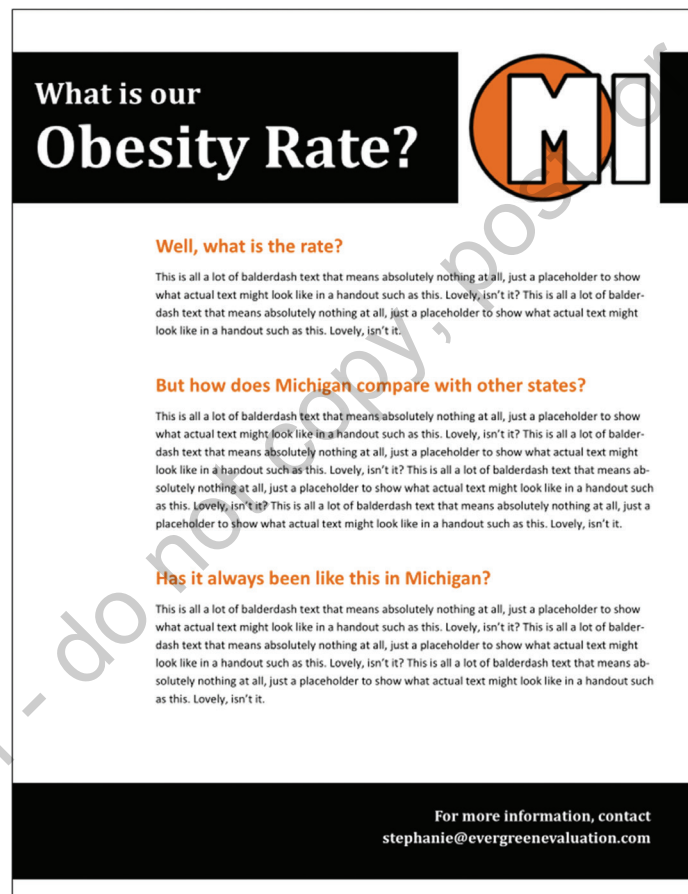 What is our
Obesity Rate?
MI
Well, what is the rate?
This is all a lot of balderdash text that means absolutely nothing at all, just a placeholder to show
what actual text might look like in a handout such as this. Lovely, isn't it? This is all a lot of balder-
dash text that means absolutely nothing at all, just a placeholder to show what actual text might
look like in a handout such as this. Lovely, isn't it.
But how does Michigan compare with other states?
This is all a lot of balderdash text that means absolutely nothing at all, just a placeholder to show
what actual text might look like in a handout such as this. Lovely, isn't it? This is all a lot of balder-
dash text that means absolutely nothing at all, just a placeholder to show what actual text might
look like in a handout such as this. Lovely, isn't it? This is all a lot of balderdash text that means ab-
solutely nothing at all, just a placeholder to show what actual text might look like in a handout such
as this. Lovely, isn't it? This is all a lot of balderdash text that means absolutely nothing at all, just a
placeholder to show what actual text might look like in a handout such as this. Lovely, isn't it.
Has it always been like this in Michigan?
This is all a lot of balderdash text that means absolutely nothing at all, just a placeholder to show
what actual text might look like in a handout such as this. Lovely, isn't it? This is all a lot of balder-
dash text that means absolutely nothing at all, just a placeholder to show what actual text might
look like in a handout such as this. Lovely, isn't it? This is all a lot of balderdash text that means ab-
solutely nothing at all, just a placeholder to show what actual text might look like in a handout such
as this. Lovely, isn't it.
For more information, contact
stephanie@evergreenevaluation.com
- do not copy, post, or